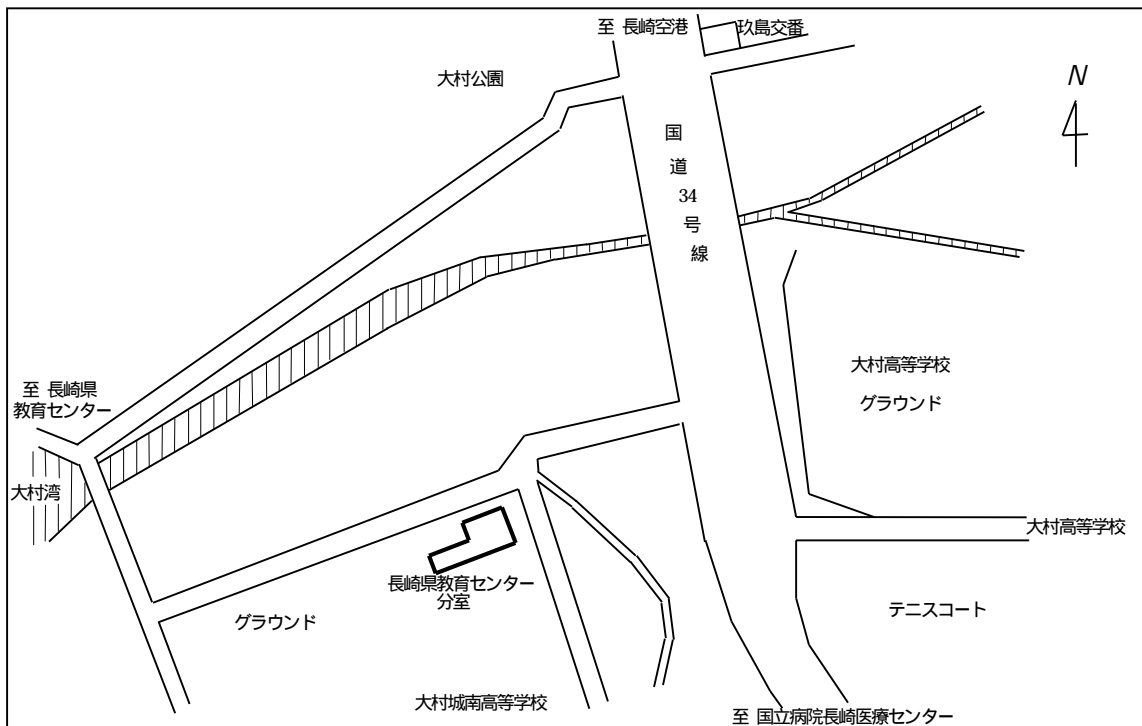 至 長崎空港
玖島交番
大村公園
N
国
道
34
号
線
大村高等学校
グラウンド
至 長崎県
教育センター
大村湾
大村高等学校
長崎県教育センター
分室
テニスコート
グラウンド
大村城南高等学校
至 国立病院長崎医療センター